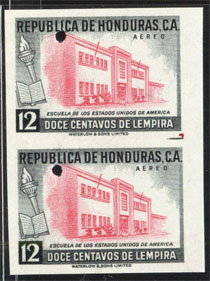 REPUBLICA DE HONDURAS, C.A.
AEREO
ESCUELA DE LOS ESTADOS UNIDOS DE AMERICA
12 DOCE CENTAVOS DE LEMPIRA
WATERLOW & SONS LIMITED
REPUBLICA DE HONDURAS, C.A.
AEREO
ESCUELA DE LOS ESTADOS UNIDOS DE AMERICA
12 DOCE CENTAVOS DE LEMPIRA
WATERLOW & SONS LIMITED